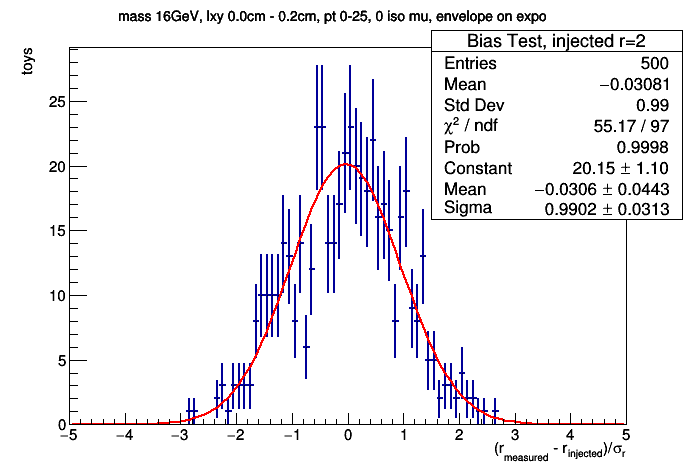 mass 16GeV, lxy 0.0cm - 0.2cm, pt 0-25, 0 iso mu, envelope on expo
Bias Test, injected r=2
Entries 500
Mean −0.03081
Std Dev 0.99
χ² / ndf 55.17 / 97
Prob 0.9998
Constant 20.15 ± 1.10
Mean −0.0306 ± 0.0443
Sigma 0.9902 ± 0.0313
toys
25
20
15
10
5
0
−5 −4 −3 −2 −1 0 1 2 3 4 5
(r_measured - r_injected)/σ_r